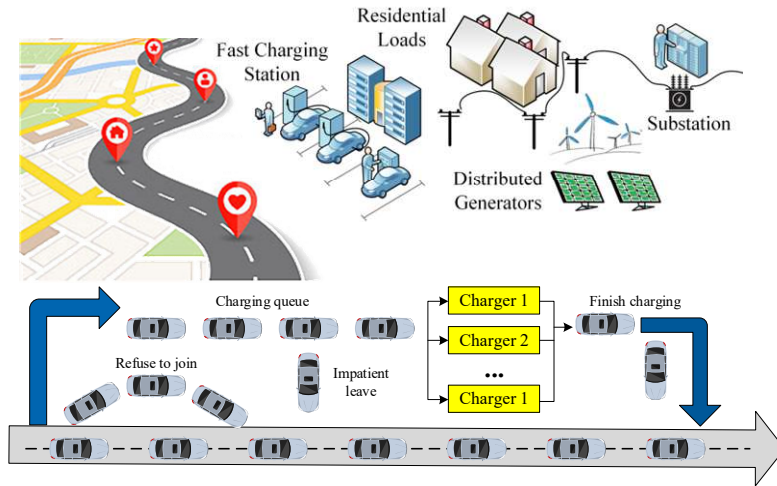 Residential
Loads
Fast Charging
Station
Substation
Distributed
Generators
Charging queue
Charger 1
Finish charging
Charger 2
Refuse to join
Impatient
leave
...
Charger 1